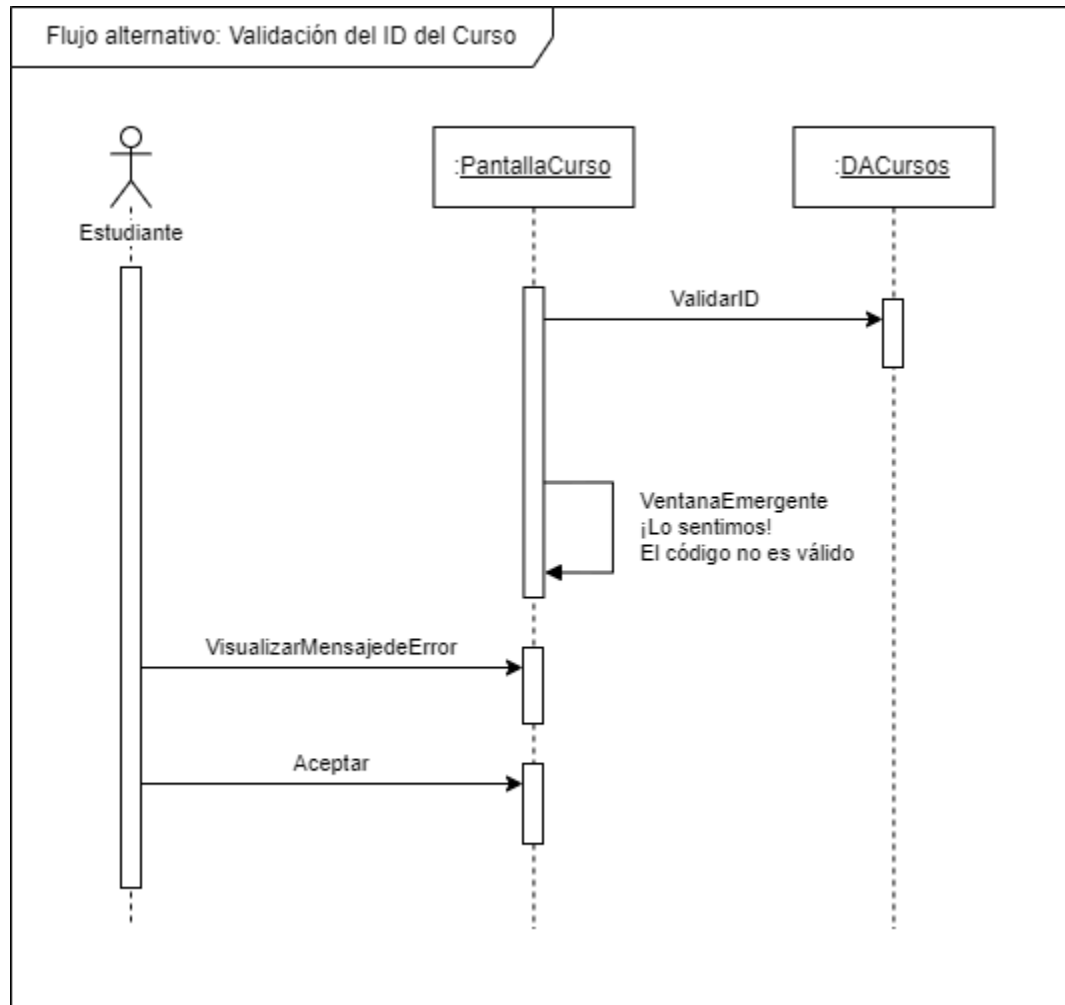 Flujo alternativo: Validación del ID del Curso
:PantallaCurso
:DACursos
Estudiante
ValidarID
VentanaEmergente
¡Lo sentimos!
El código no es válido
VisualizarMensajedeError
Aceptar